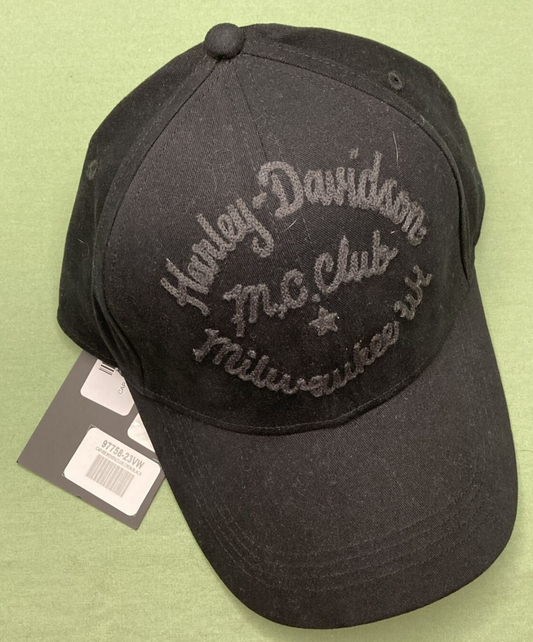 Harley-Davidson
M.C. Club
Milwaukee WI
97758-23VW